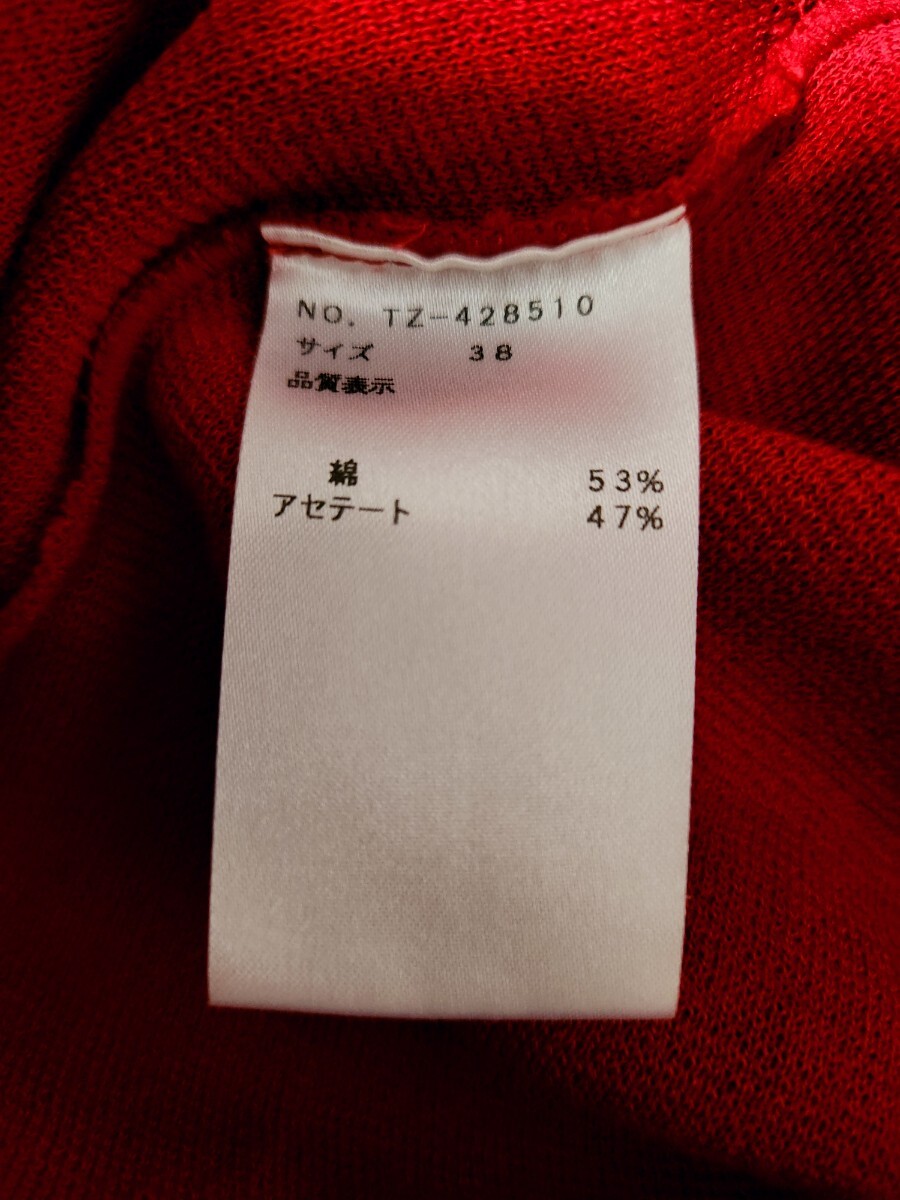 NO. TZ-428510
サイズ 38
品質表示
綿 53%
アセテート 47%